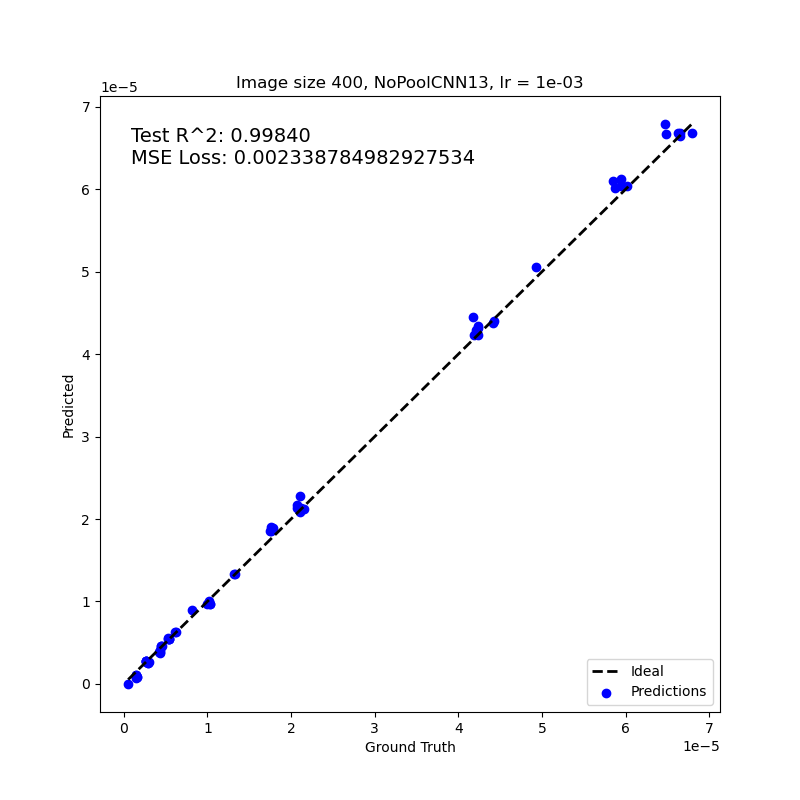 Image size 400, NoPoolCNN13, lr = 1e-03
1e−5
7
6
5
4
3
2
1
0
Predicted
Test R^2: 0.99840
MSE Loss: 0.002338784982927534
Ideal
Predictions
0 1 2 3 4 5 6 7
1e−5
Ground Truth